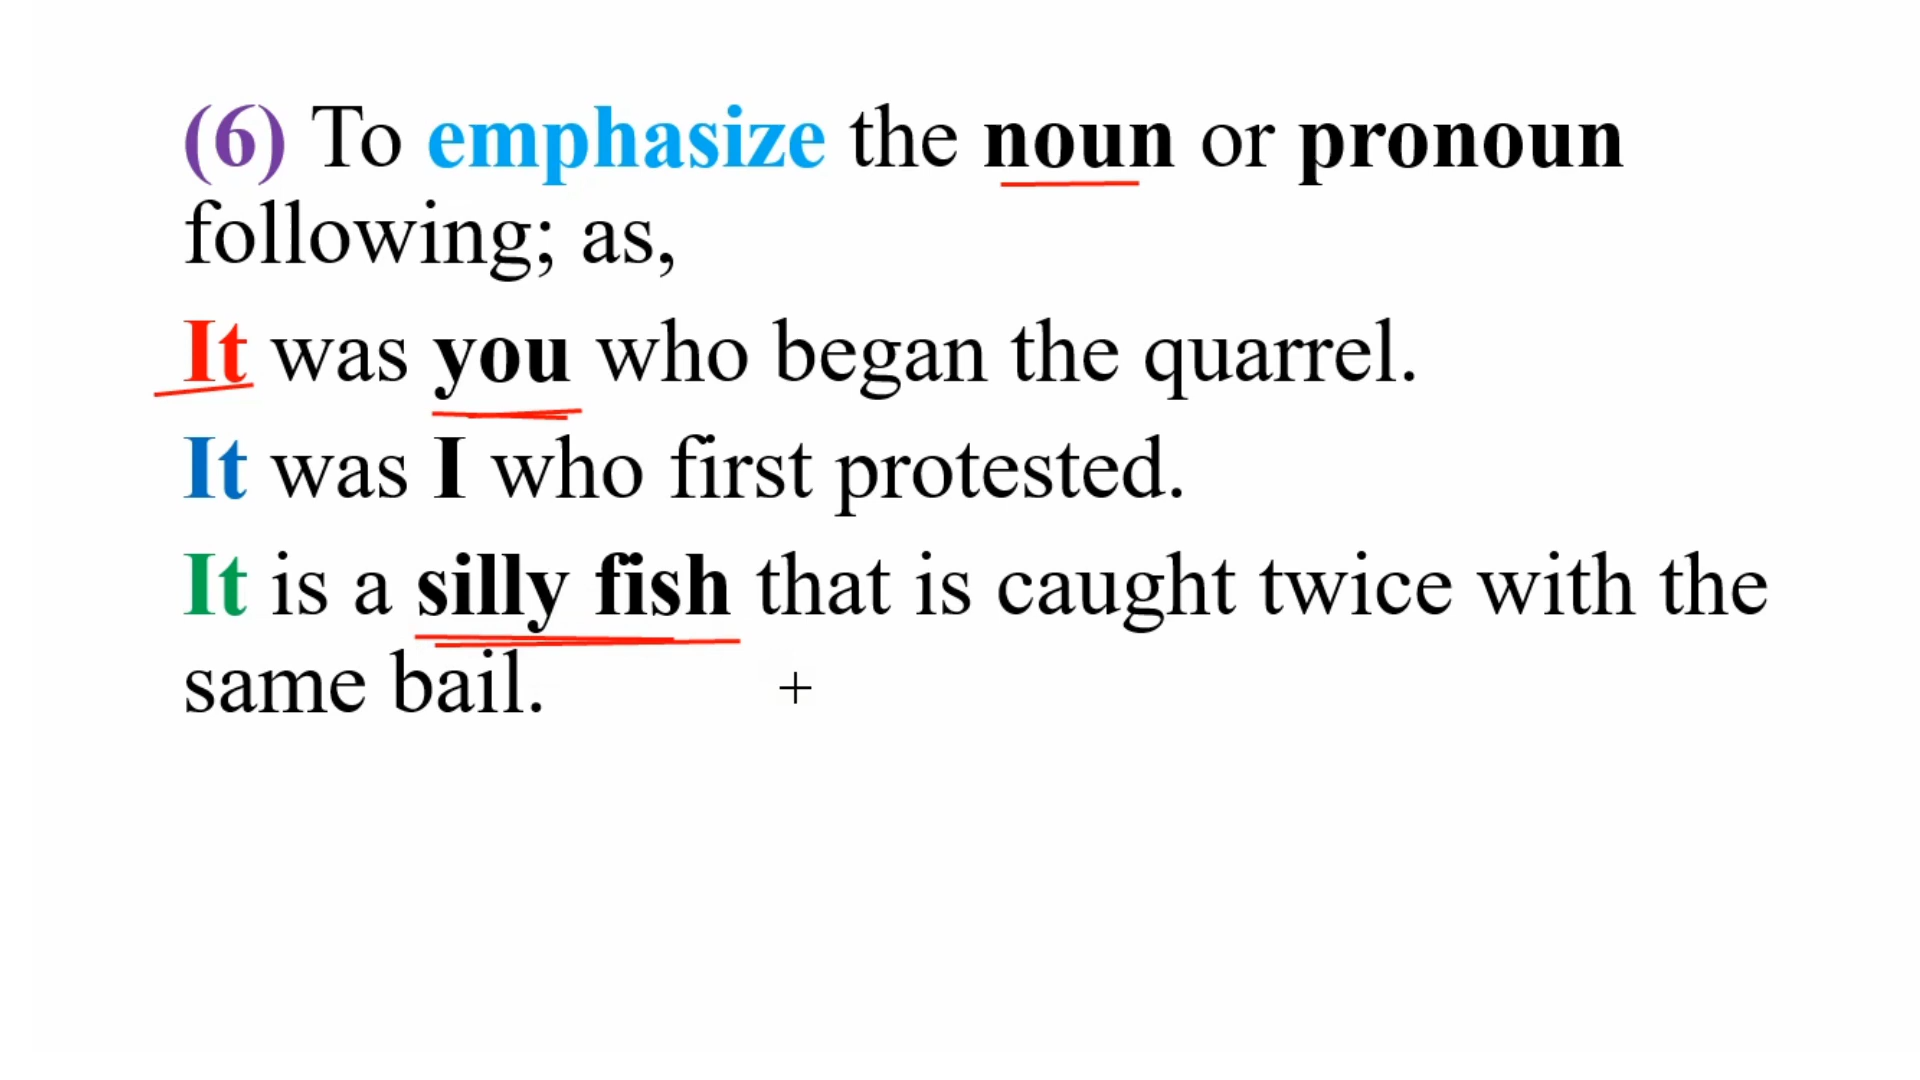 (6) To emphasize the noun or pronoun
following; as,
It was you who began the quarrel.
It was I who first protested.
It is a silly fish that is caught twice with the
same bail.